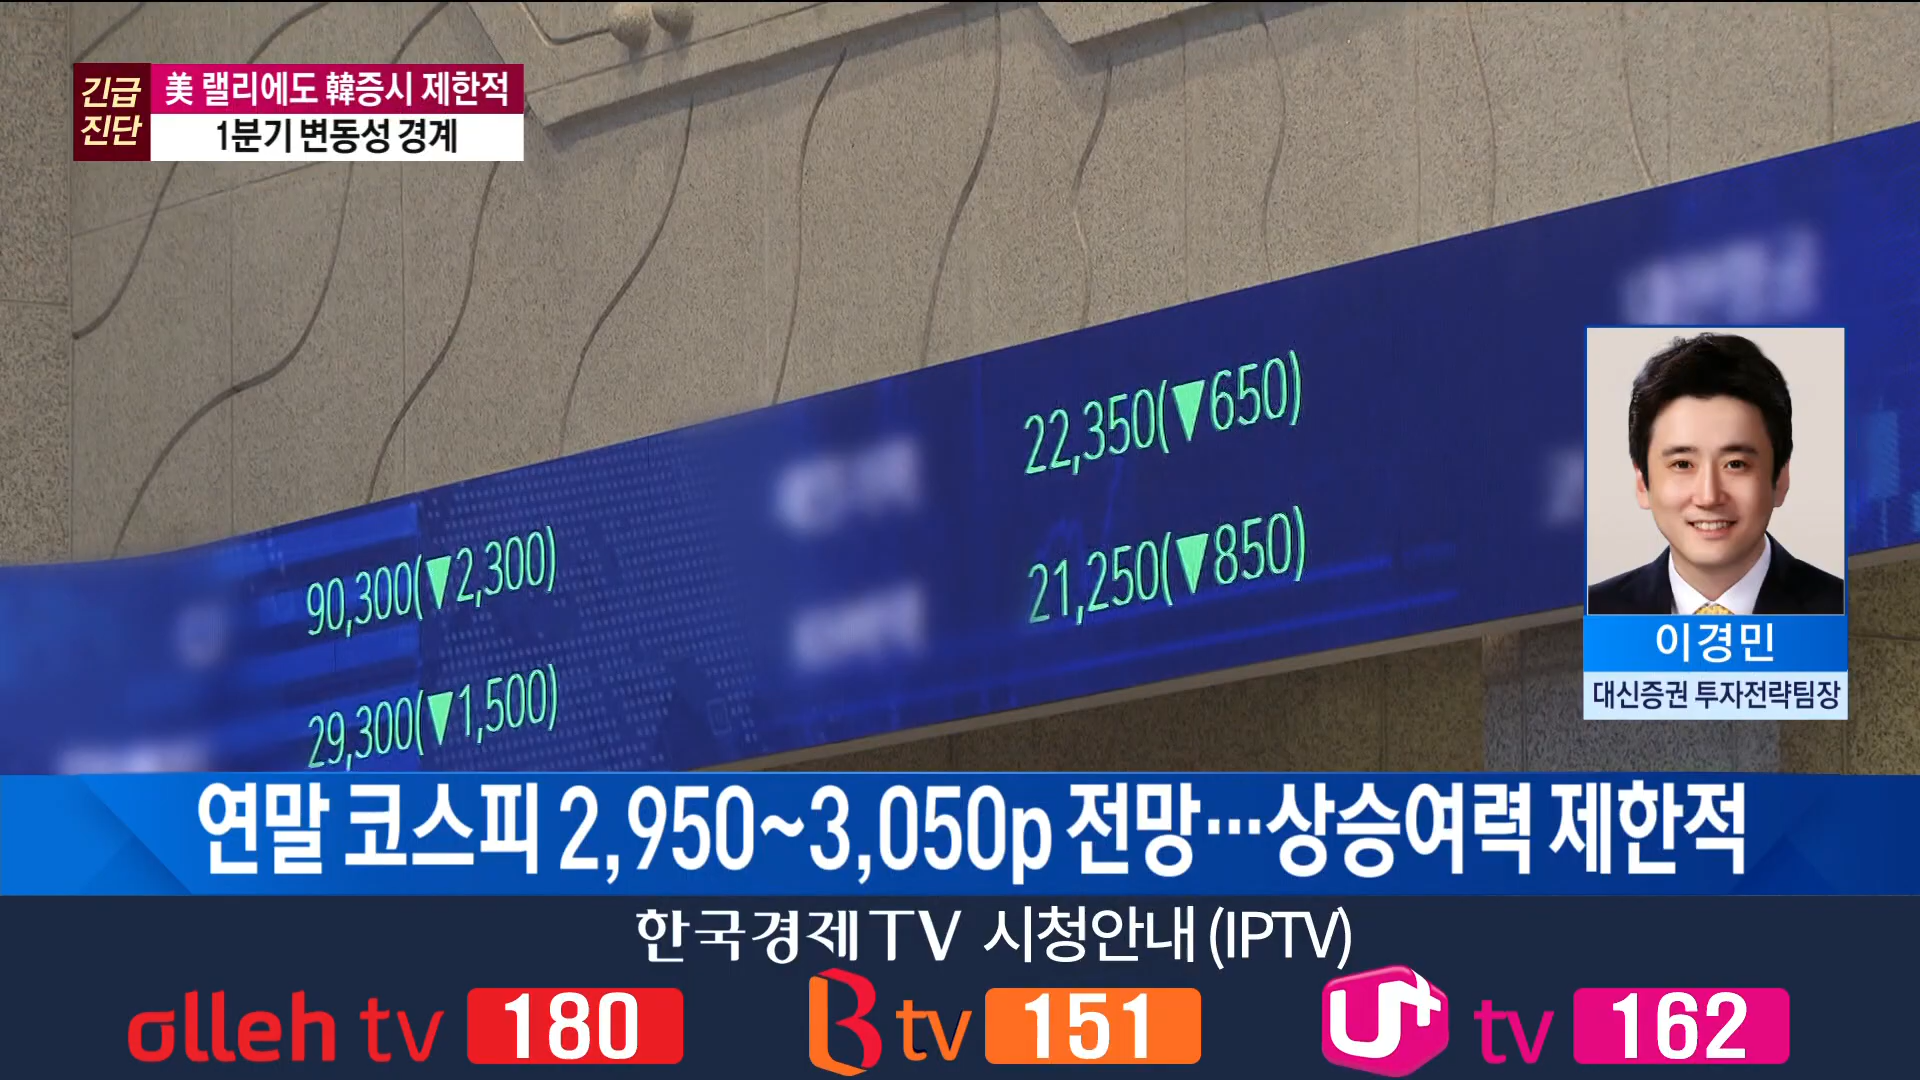 긴급
진단
美 랠리에도 韓증시 제한적
1분기 변동성 경계
22,350(▼650)
90,300(▼2,300)
21,250(▼850)
29,300(▼1,500)
이경민
대신증권 투자전략팀장
연말 코스피 2,950~3,050p 전망…상승여력 제한적
한국경제TV 시청안내 (IPTV)
olleh tv 180
B tv 151
U+ tv 162